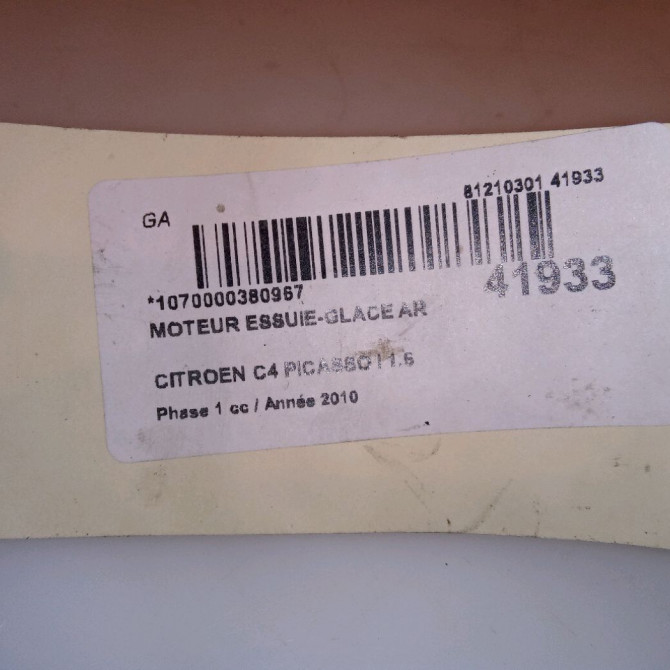 GA
81210301 41933
*1070000380967
41933
MOTEUR ESSUIE-GLACE AR
CITROEN C4 PICASSO I 1.6
Phase 1 cc / Année 2010